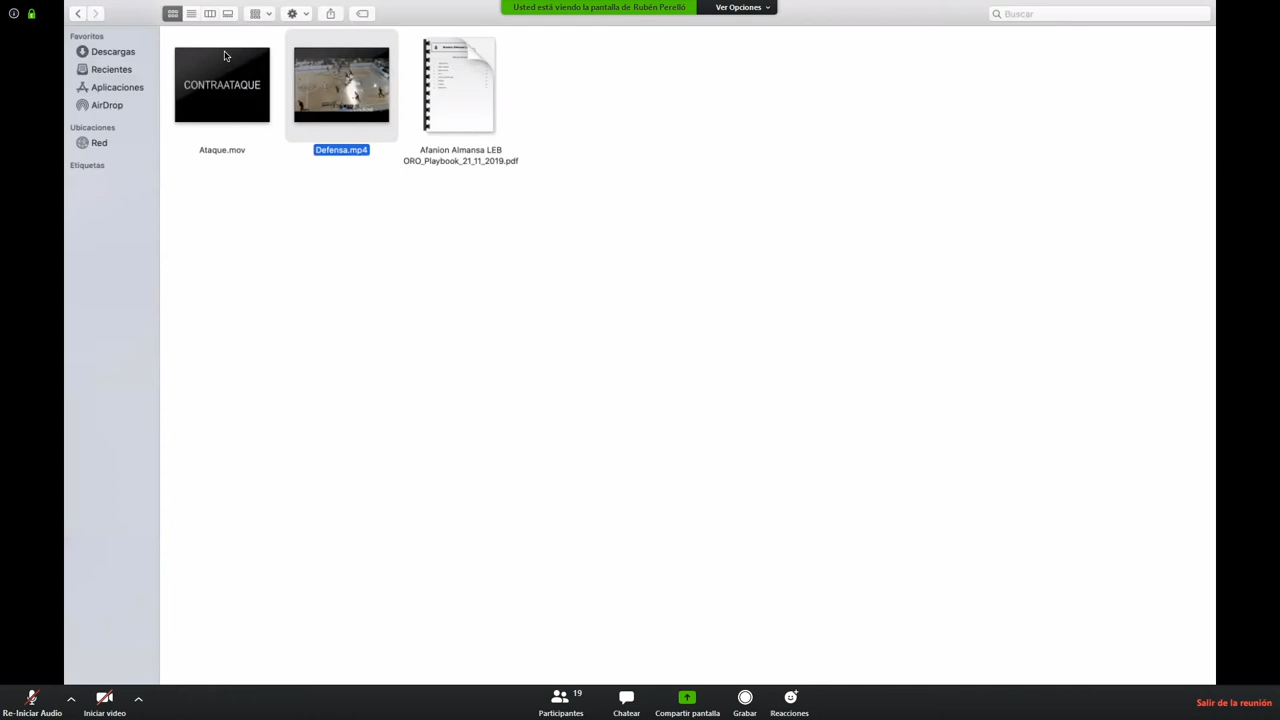 Usted está viendo la pantalla de Rubén Perelló
Ver Opciones
Buscar
Favoritos
Descargas
Recientes
Aplicaciones
AirDrop
Ubicaciones
Red
Etiquetas
CONTRAATAQUE
Ataque.mov
Defensa.mp4
Afanion Almansa LEB
ORO_Playbook_21_11_2019.pdf
Re-Iniciar Audio
Iniciar video
19
Participantes
Chatear
Compartir pantalla
Grabar
Reacciones
Salir de la reunión